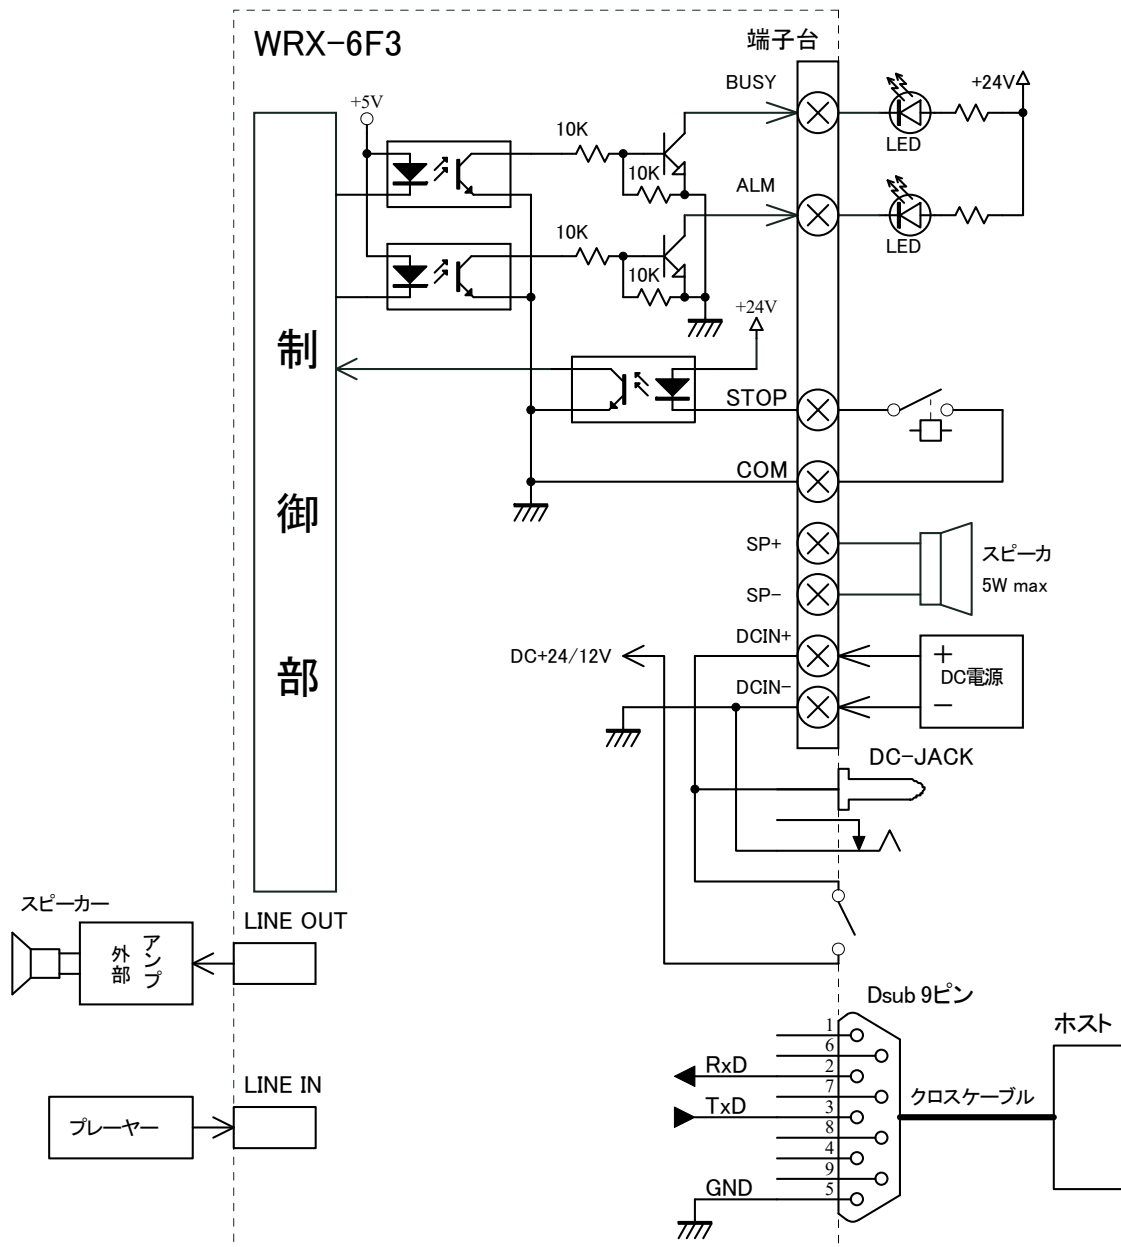 WRX-6F3
端子台
BUSY
+24V
+5V
10K
LED
10K
ALM
10K
LED
10K
+24V
制御部
STOP
COM
SP+
スピーカ
5W max
SP-
DCIN+
DC+24/12V
+
DC電源
-
DCIN-
DC-JACK
スピーカー
LINE OUT
外部アンプ
Dsub 9ピン
ホスト
1
6
RxD
2
7
クロスケーブル
TxD
3
8
4
9
GND
5
LINE IN
プレーヤー